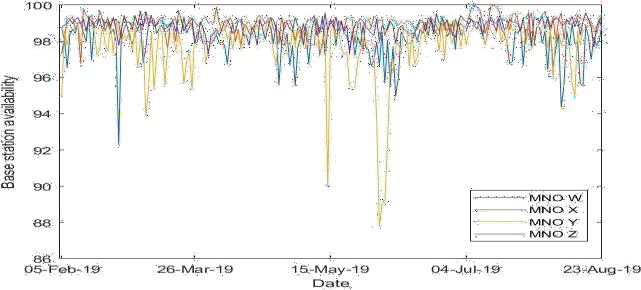 100
98
96
94
92
90
88
86
Base station availability
05-Feb-19 26-Mar-19 15-May-19 04-Jul-19 23-Aug-19
Date
MNO W
MNO X
MNO Y
MNO Z